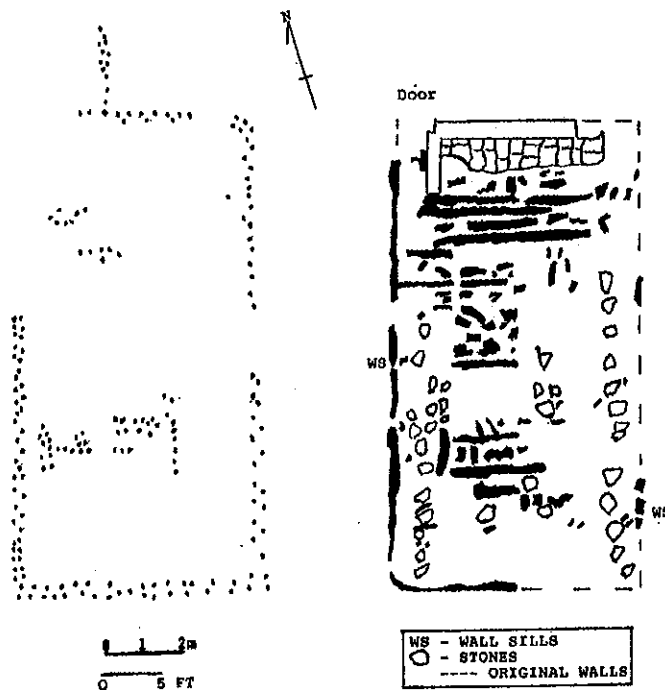 N
Door
WS
WS
0 1 2m
0 5 FT
WS - WALL SILLS
- STONES
---- ORIGINAL WALLS